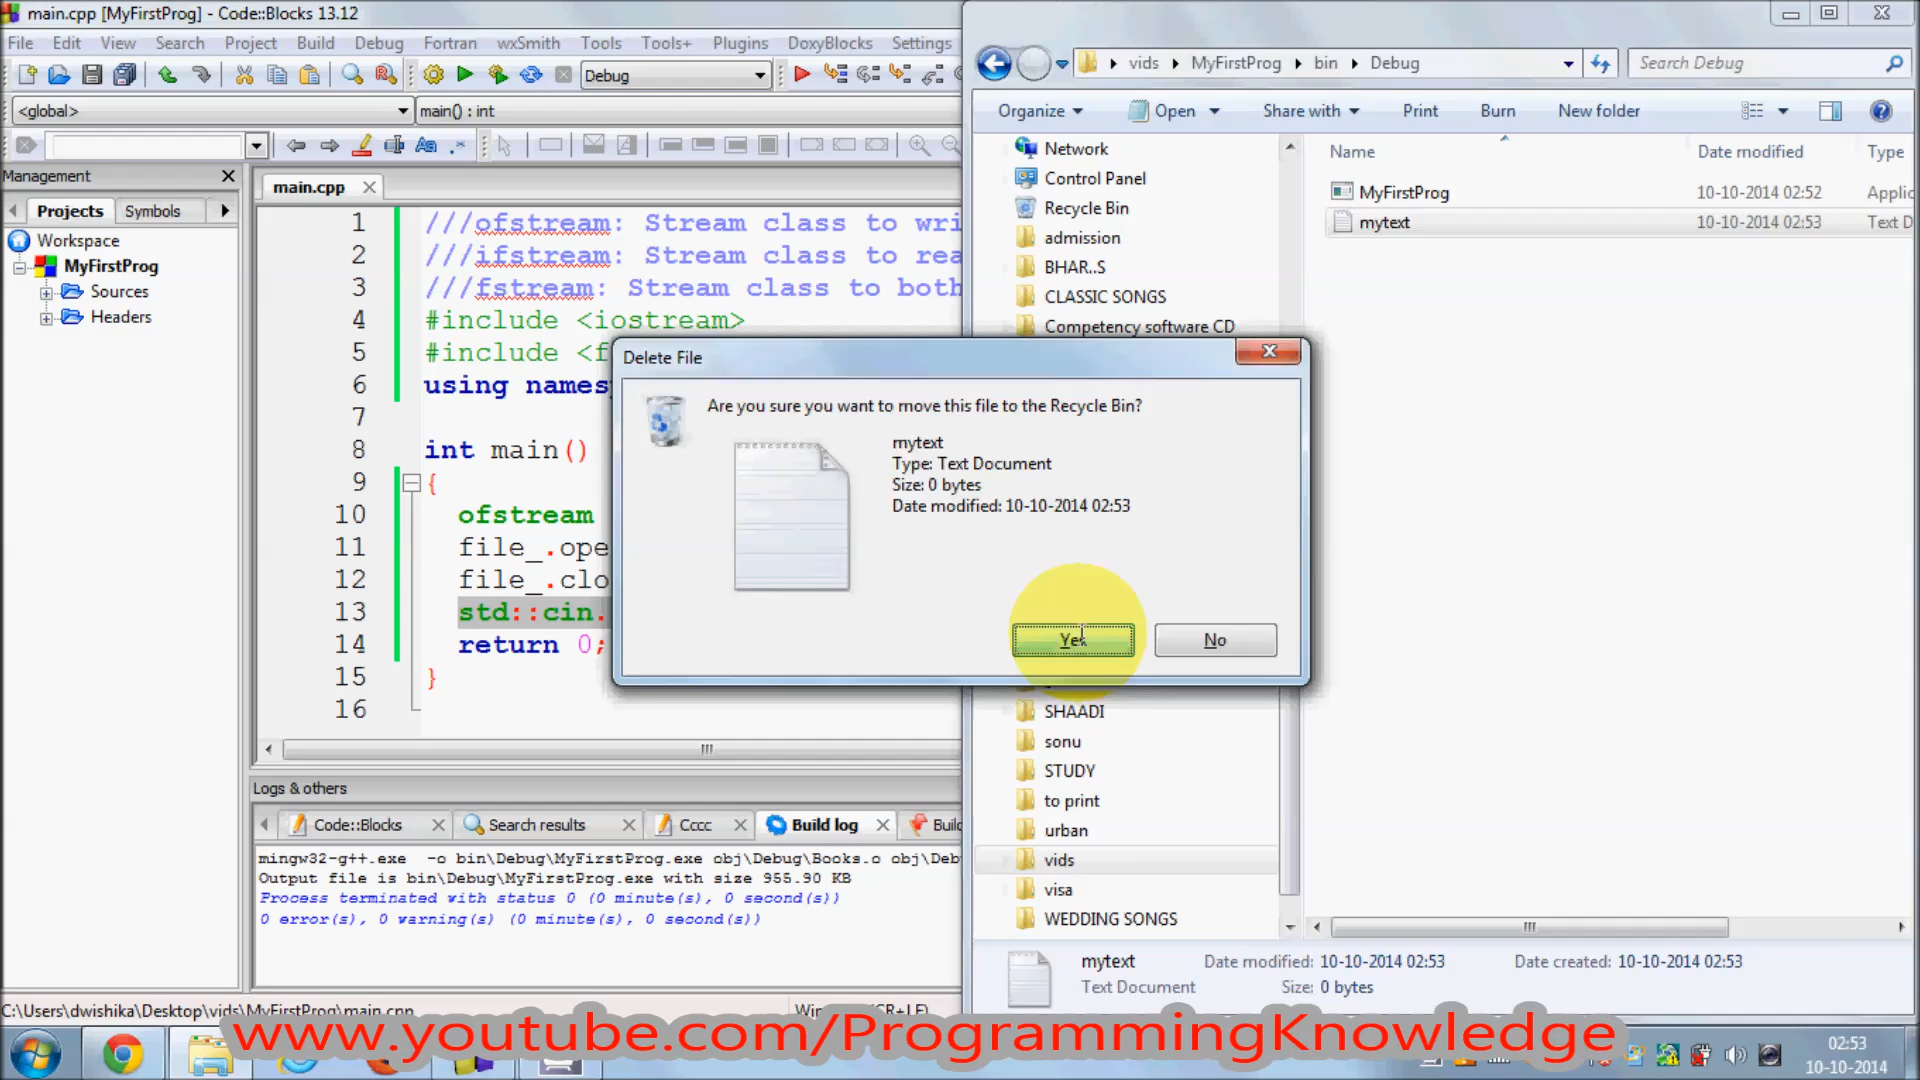 main.cpp [MyFirstProg] - Code::Blocks 13.12
File Edit View Search Project Build Debug Fortran wxSmith Tools Tools+ Plugins DoxyBlocks Settings
Debug
<global>
main() : int
Management
Projects Symbols
Workspace
MyFirstProg
Sources
Headers
main.cpp
1 ///ofstream: Stream class to wri
2 ///ifstream: Stream class to rea
3 ///fstream: Stream class to both
4 #include <iostream>
5 #include <f
6 using namesp
7
8 int main()
9 {
10 ofstream
11 file_.ope
12 file_.clo
13 std::cin.
14 return 0;
15 }
16
Logs & others
Code::Blocks Search results Cccc Build log Buil
mingw32-g++.exe -o bin\Debug\MyFirstProg.exe obj\Debug\Books.o obj\Deb
Output file is bin\Debug\MyFirstProg.exe with size 955.90 KB
Process terminated with status 0 (0 minute(s), 0 second(s))
0 error(s), 0 warning(s) (0 minute(s), 0 second(s))
C:\Users\dwishika\Desktop\vids\MyFirstProg\main.cpp
vids MyFirstProg bin Debug
Search Debug
Organize Open Share with Print Burn New folder
Network
Control Panel
Recycle Bin
admission
BHAR..S
CLASSIC SONGS
Competency software CD
SHAADI
sonu
STUDY
to print
urban
vids
visa
WEDDING SONGS
Name Date modified Type
MyFirstProg 10-10-2014 02:52 Applic
mytext 10-10-2014 02:53 Text D
Delete File
Are you sure you want to move this file to the Recycle Bin?
mytext
Type: Text Document
Size: 0 bytes
Date modified: 10-10-2014 02:53
Yes No
mytext Date modified: 10-10-2014 02:53 Date created: 10-10-2014 02:53
Text Document Size: 0 bytes
www.youtube.com/ProgrammingKnowledge
02:53
10-10-2014